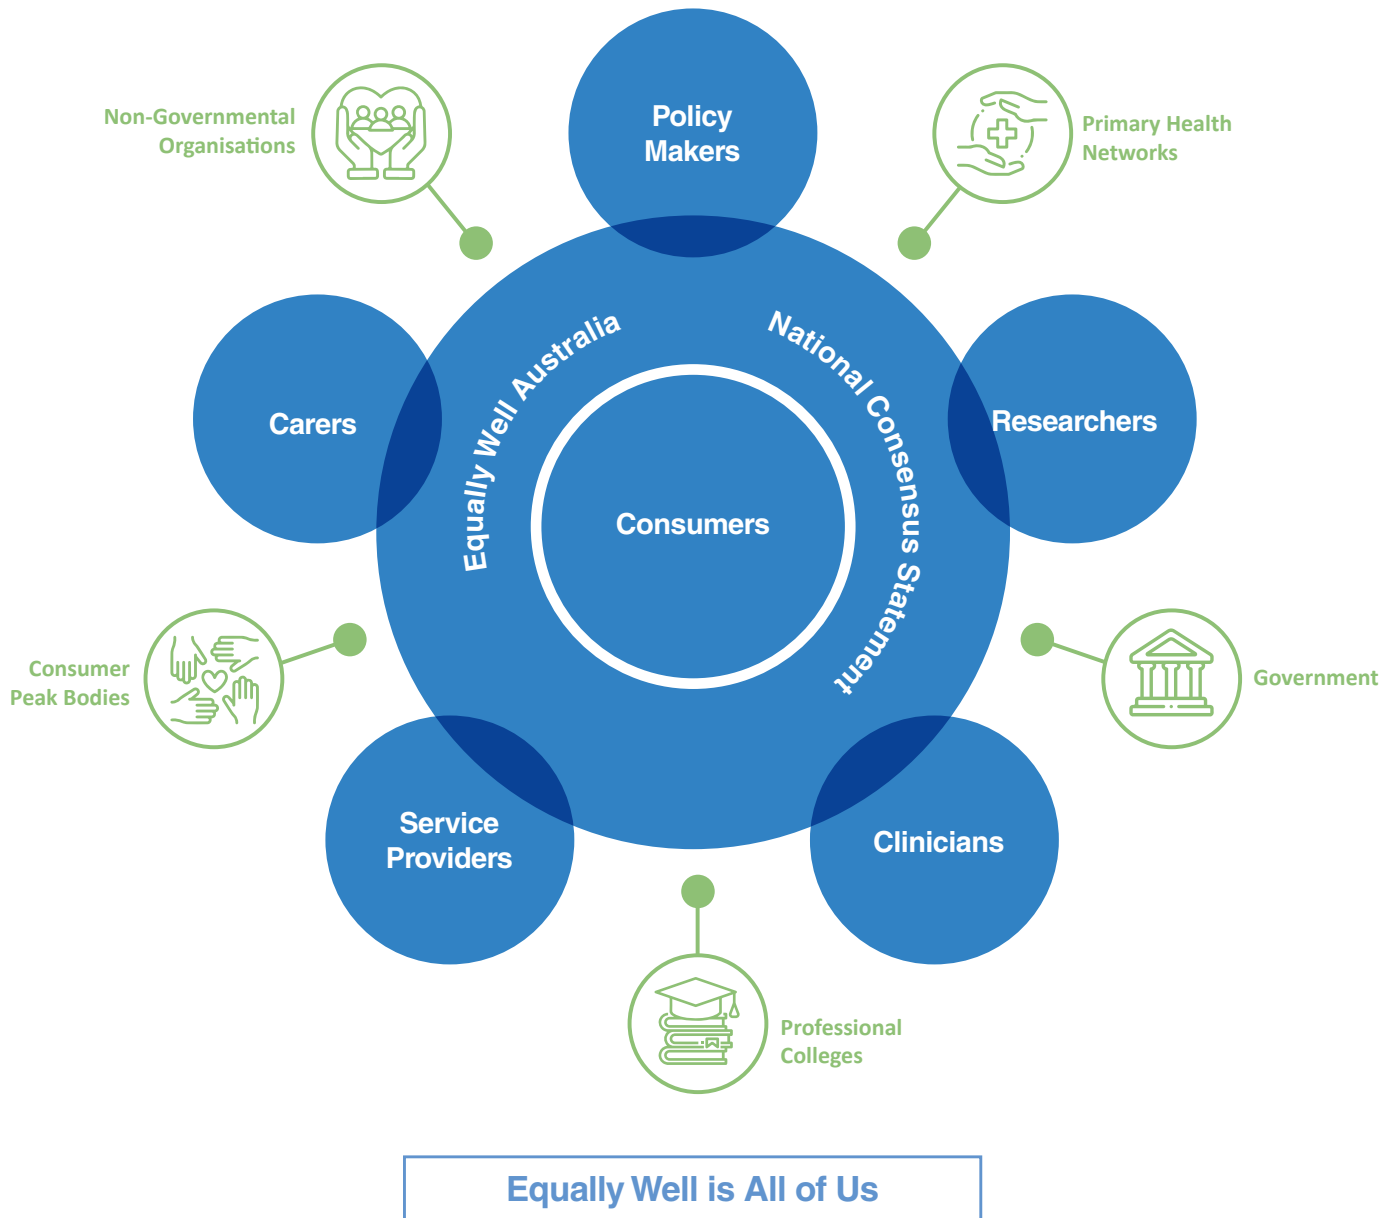 Policy
Makers
Non-Governmental
Organisations
Primary Health
Networks
Equally Well Australia
National Consensus Statement
Carers
Researchers
Consumers
Consumer
Peak Bodies
Government
Service
Providers
Clinicians
Professional
Colleges
Equally Well is All of Us